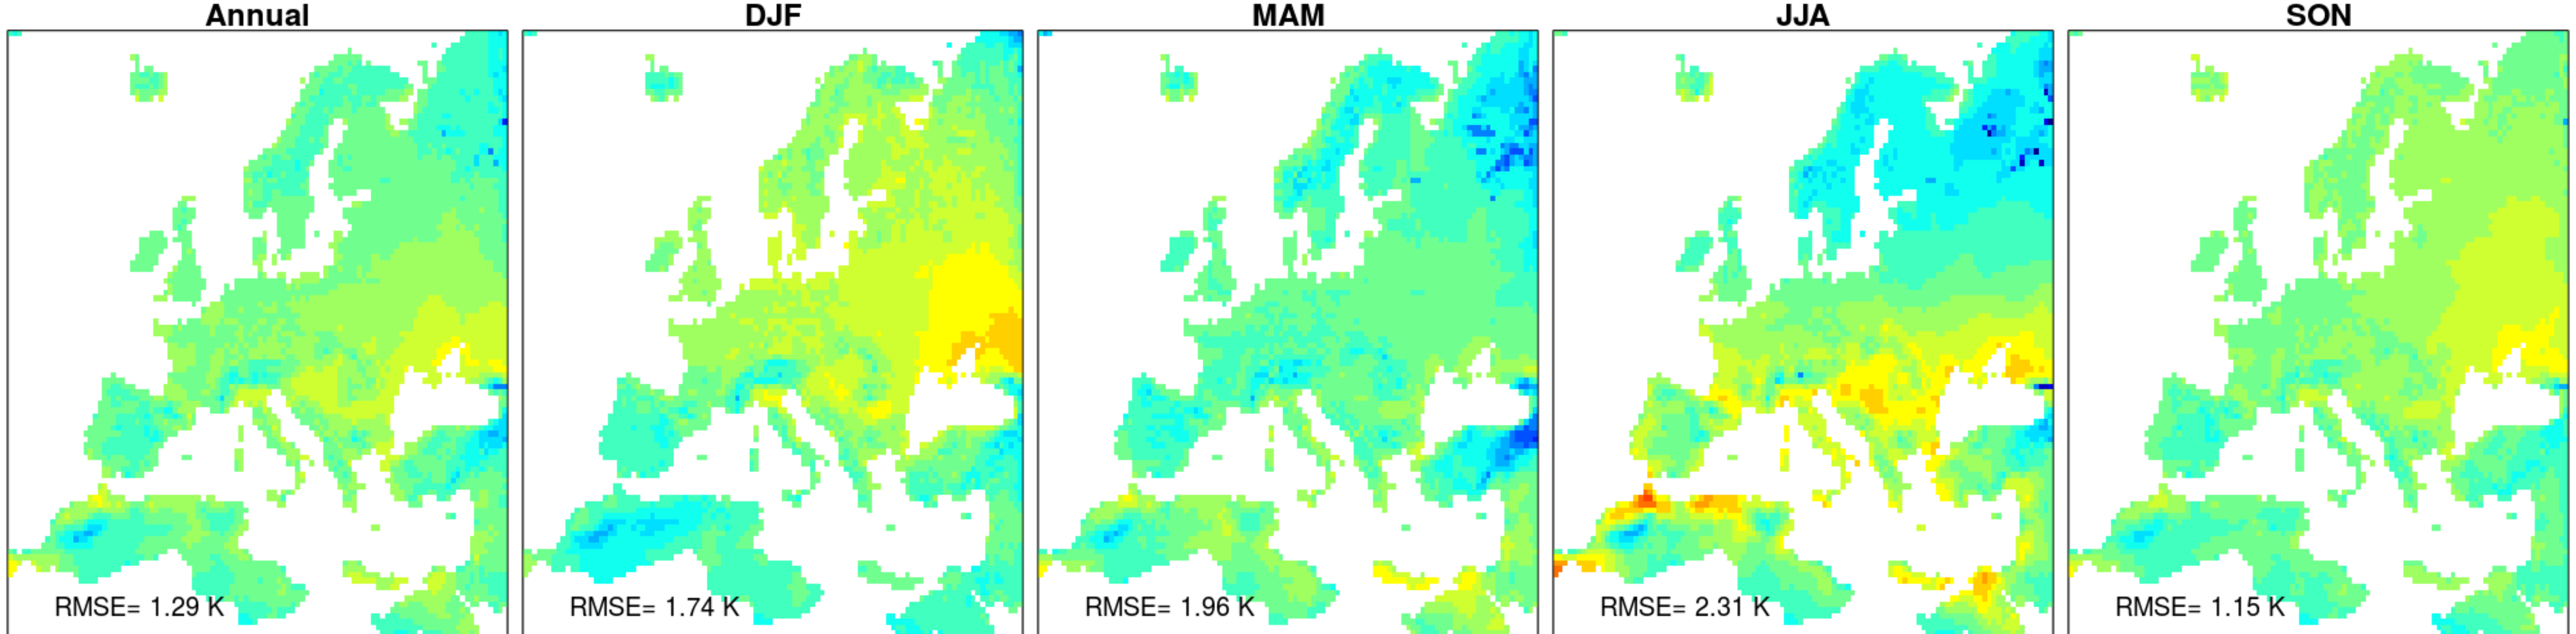 Annual
DJF
MAM
JJA
SON
RMSE= 1.29 K
RMSE= 1.74 K
RMSE= 1.96 K
RMSE= 2.31 K
RMSE= 1.15 K